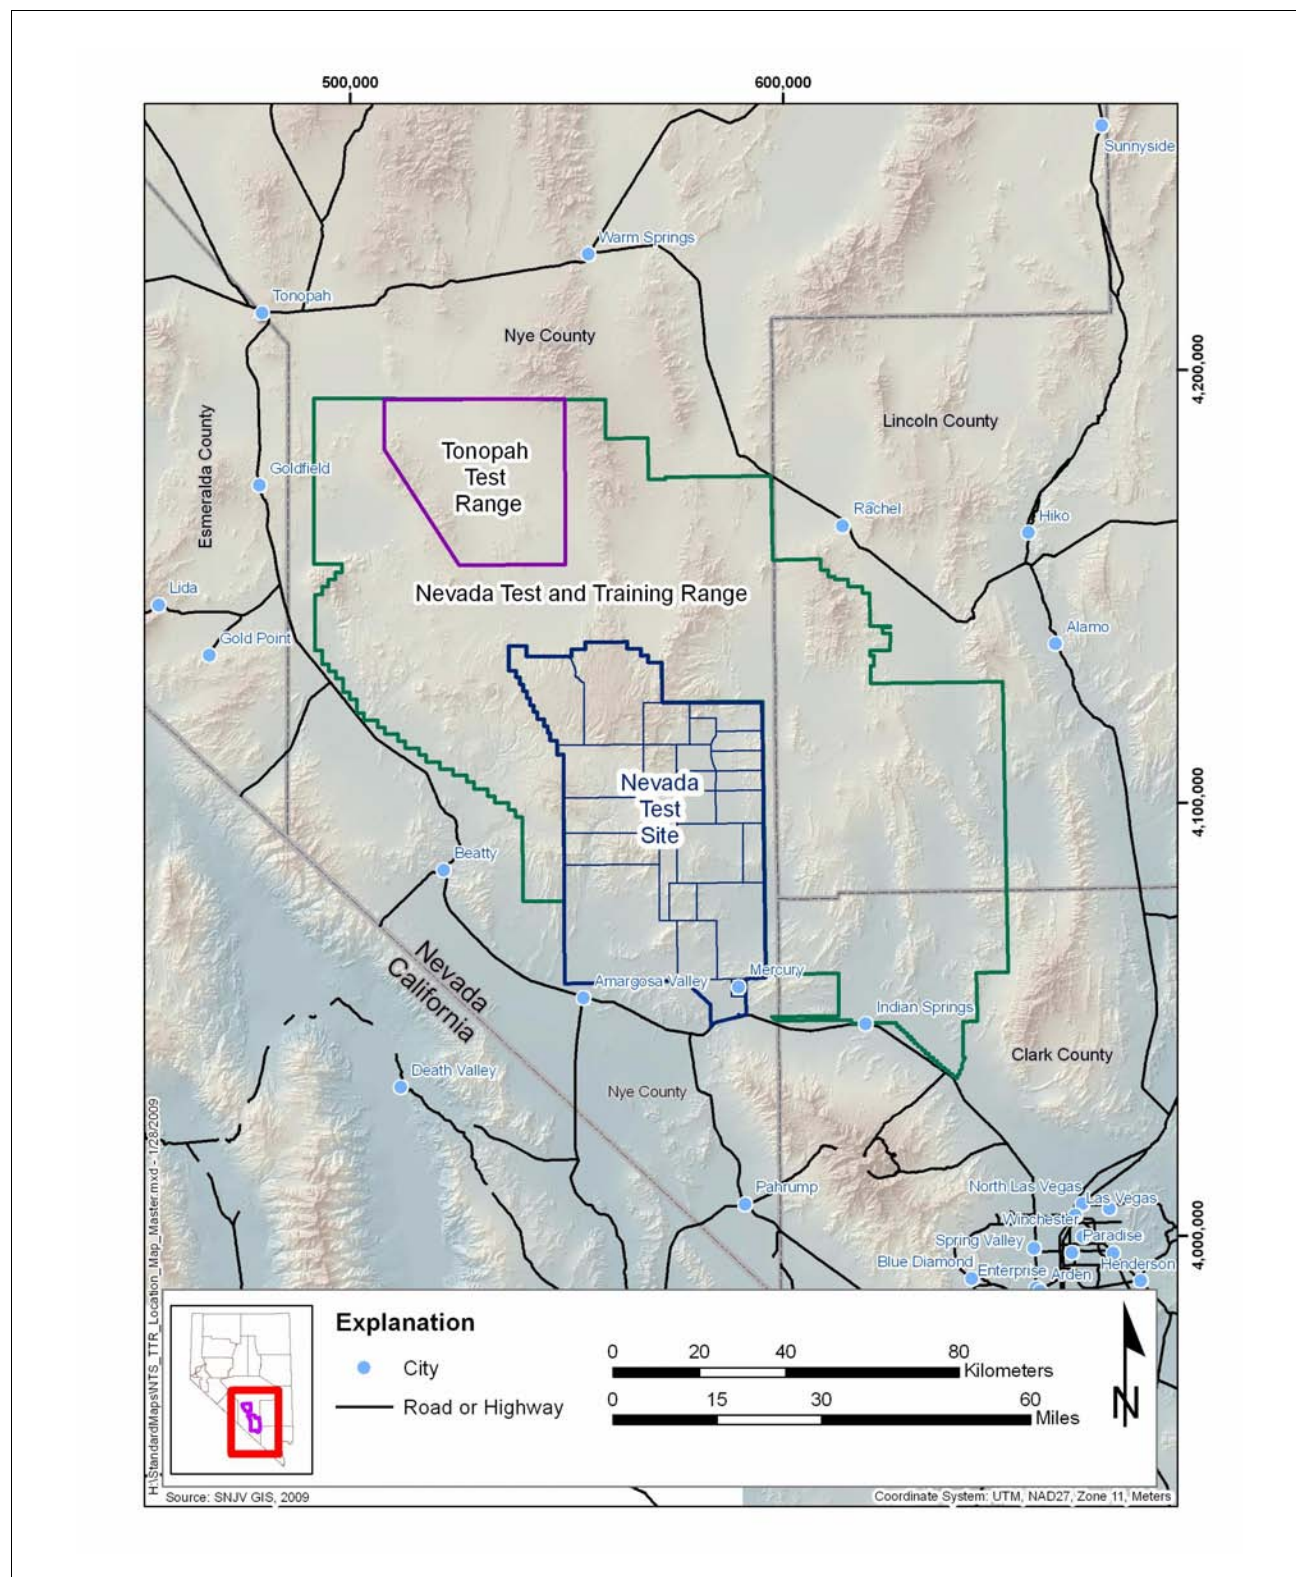 500,000
600,000
Sunnyside
Warm Springs
Tonopah
Nye County
4,200,000
Lincoln County
Esmeralda County
Tonopah
Test
Range
Goldfield
Rachel
Hiko
Nevada Test and Training Range
Lida
Gold Point
Alamo
Nevada
Test
Site
4,100,000
Beatty
Nevada
California
Amargosa Valley
Mercury
Indian Springs
Clark County
Death Valley
Nye County
Pahrump
North Las Vegas
Las Vegas
Winchester
Spring Valley
Paradise
Blue Diamond
Enterprise
Arden
Henderson
4,000,000
H:\StandardMaps\NTS_TTR_Location_Map_Master.mxd - 1/28/2009
Explanation
City
Road or Highway
0 20 40 80
Kilometers
0 15 30 60
Miles
N
Source: SNJV GIS, 2009
Coordinate System: UTM, NAD27, Zone 11, Meters